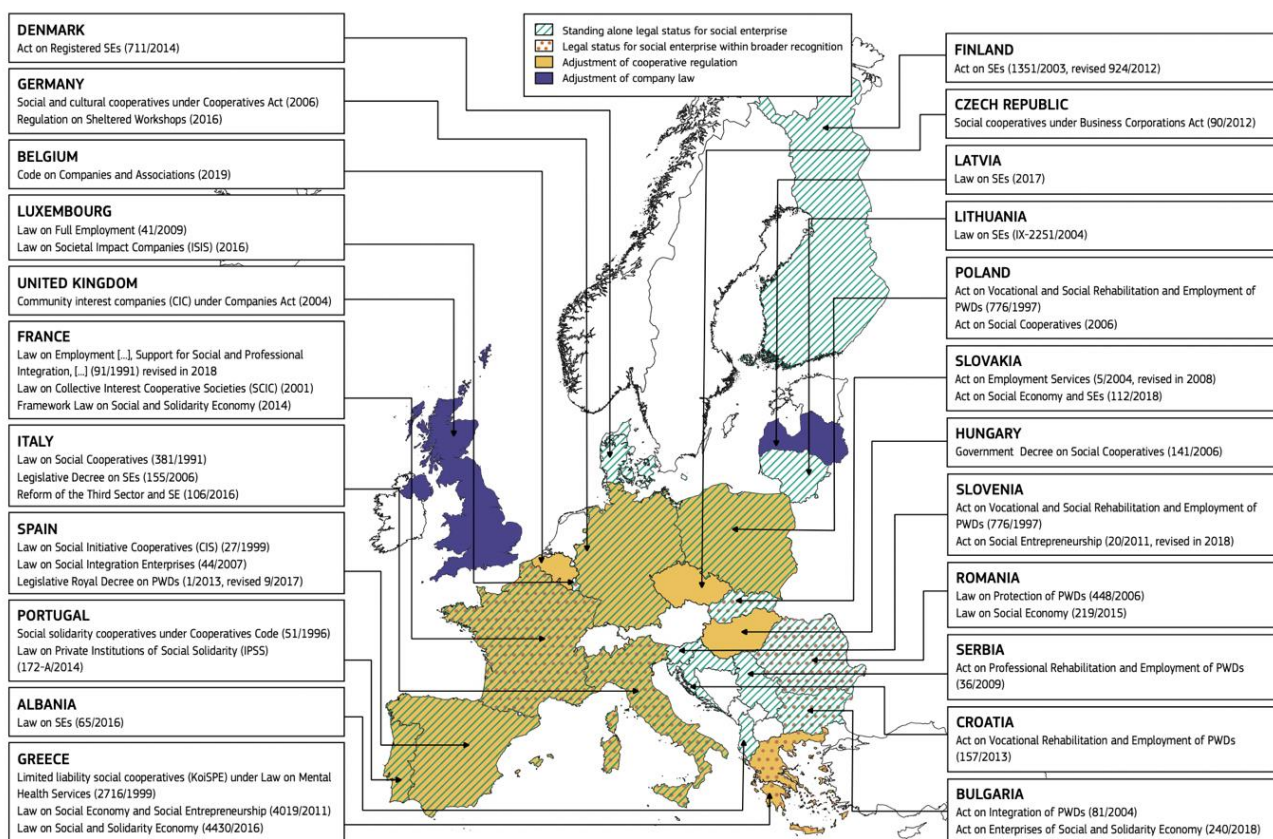 DENMARK
Act on Registered SEs (711/2014)
GERMANY
Social and cultural cooperatives under Cooperatives Act (2006)
Regulation on Sheltered Workshops (2016)
BELGIUM
Code on Companies and Associations (2019)
LUXEMBOURG
Law on Full Employment (41/2009)
Law on Societal Impact Companies (ISIS) (2016)
UNITED KINGDOM
Community interest companies (CIC) under Companies Act (2004)
FRANCE
Law on Employment [...], Support for Social and Professional
Integration, [...] (91/1991) revised in 2018
Law on Collective Interest Cooperative Societies (SCIC) (2001)
Framework Law on Social and Solidarity Economy (2014)
ITALY
Law on Social Cooperatives (381/1991)
Legislative Decree on SEs (155/2006)
Reform of the Third Sector and SE (106/2016)
SPAIN
Law on Social Initiative Cooperatives (CIS) (27/1999)
Law on Social Integration Enterprises (44/2007)
Legislative Royal Decree on PWDs (1/2013, revised 9/2017)
PORTUGAL
Social solidarity cooperatives under Cooperatives Code (51/1996)
Law on Private Institutions of Social Solidarity (IPSS)
(172-A/2014)
ALBANIA
Law on SEs (65/2016)
GREECE
Limited liability social cooperatives (KoiSPE) under Law on Mental
Health Services (2716/1999)
Law on Social Economy and Social Entrepreneurship (4019/2011)
Law on Social and Solidarity Economy (4430/2016)
Standing alone legal status for social enterprise
Legal status for social enterprise within broader recognition
Adjustment of cooperative regulation
Adjustment of company law
FINLAND
Act on SEs (1351/2003, revised 924/2012)
CZECH REPUBLIC
Social cooperatives under Business Corporations Act (90/2012)
LATVIA
Law on SEs (2017)
LITHUANIA
Law on SEs (IX-2251/2004)
POLAND
Act on Vocational and Social Rehabilitation and Employment of
PWDs (776/1997)
Act on Social Cooperatives (2006)
SLOVAKIA
Act on Employment Services (5/2004, revised in 2008)
Act on Social Economy and SEs (112/2018)
HUNGARY
Government Decree on Social Cooperatives (141/2006)
SLOVENIA
Act on Vocational and Social Rehabilitation and Employment of
PWDs (776/1997)
Act on Social Entrepreneurship (20/2011, revised in 2018)
ROMANIA
Law on Protection of PWDs (448/2006)
Law on Social Economy (219/2015)
SERBIA
Act on Professional Rehabilitation and Employment of PWDs
(36/2009)
CROATIA
Act on Vocational Rehabilitation and Employment of PWDs
(157/2013)
BULGARIA
Act on Integration of PWDs (81/2004)
Act on Enterprises of Social and Solidarity Economy (240/2018)